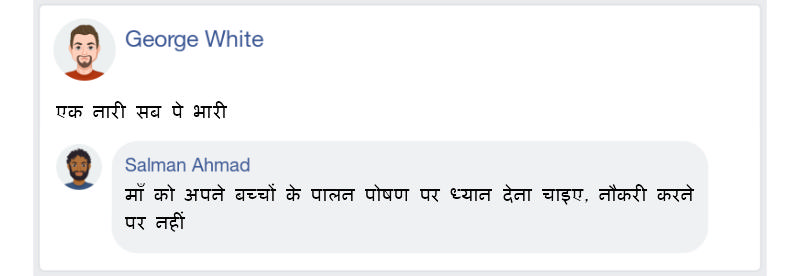 George White
एक नारी सब पे भारी
Salman Ahmad
माँ को अपने बच्चों के पालन पोषण पर ध्यान देना चाइए, नौकरी करने
पर नहीं